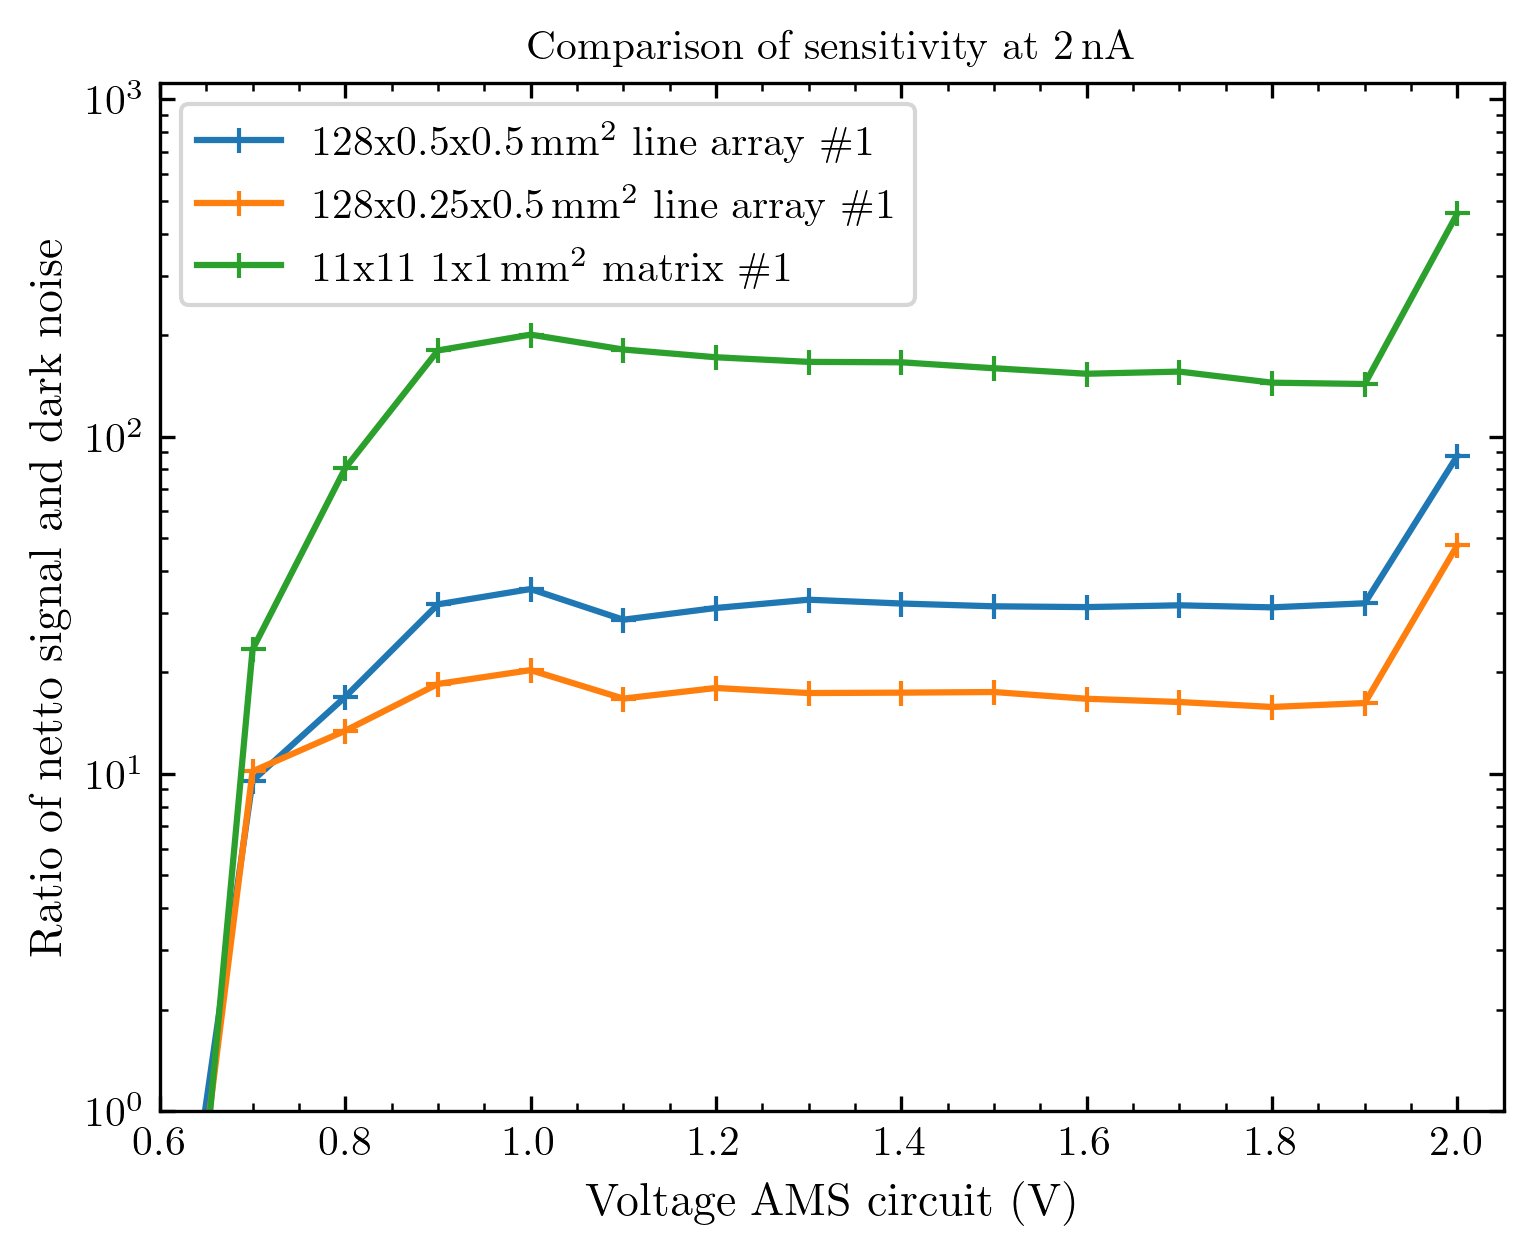 Comparison of sensitivity at 2 nA
10³
128x0.5x0.5 mm² line array #1
128x0.25x0.5 mm² line array #1
11x11 1x1 mm² matrix #1
10²
10¹
10⁰
Ratio of netto signal and dark noise
0.6 0.8 1.0 1.2 1.4 1.6 1.8 2.0
Voltage AMS circuit (V)